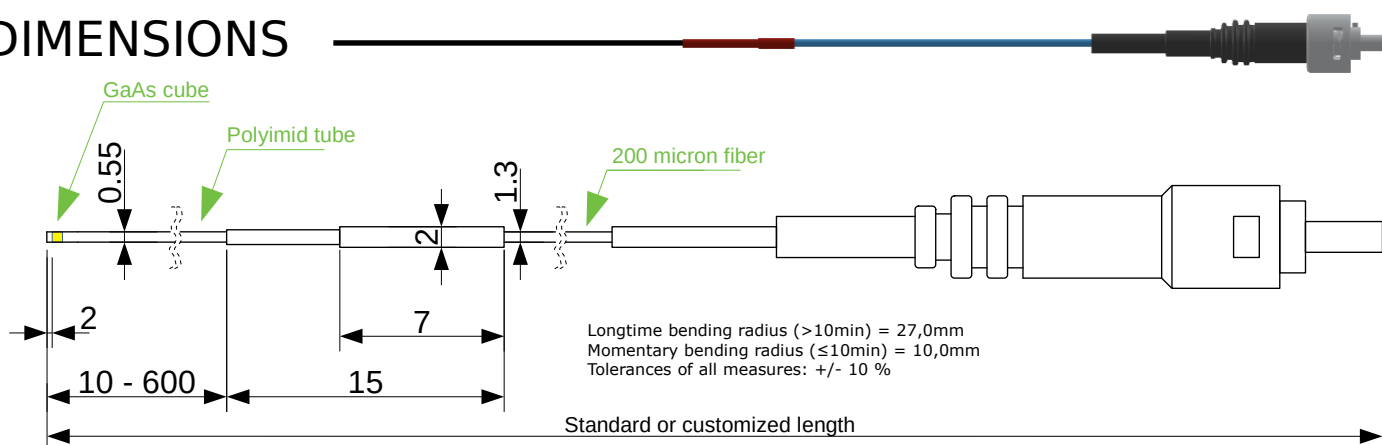 DIMENSIONS
GaAs cube
Polyimid tube
200 micron fiber
0.55
1.3
2
2
7
10 - 600
15
Longtime bending radius (>10min) = 27,0mm
Momentary bending radius (≤10min) = 10,0mm
Tolerances of all measures: +/- 10 %
Standard or customized length